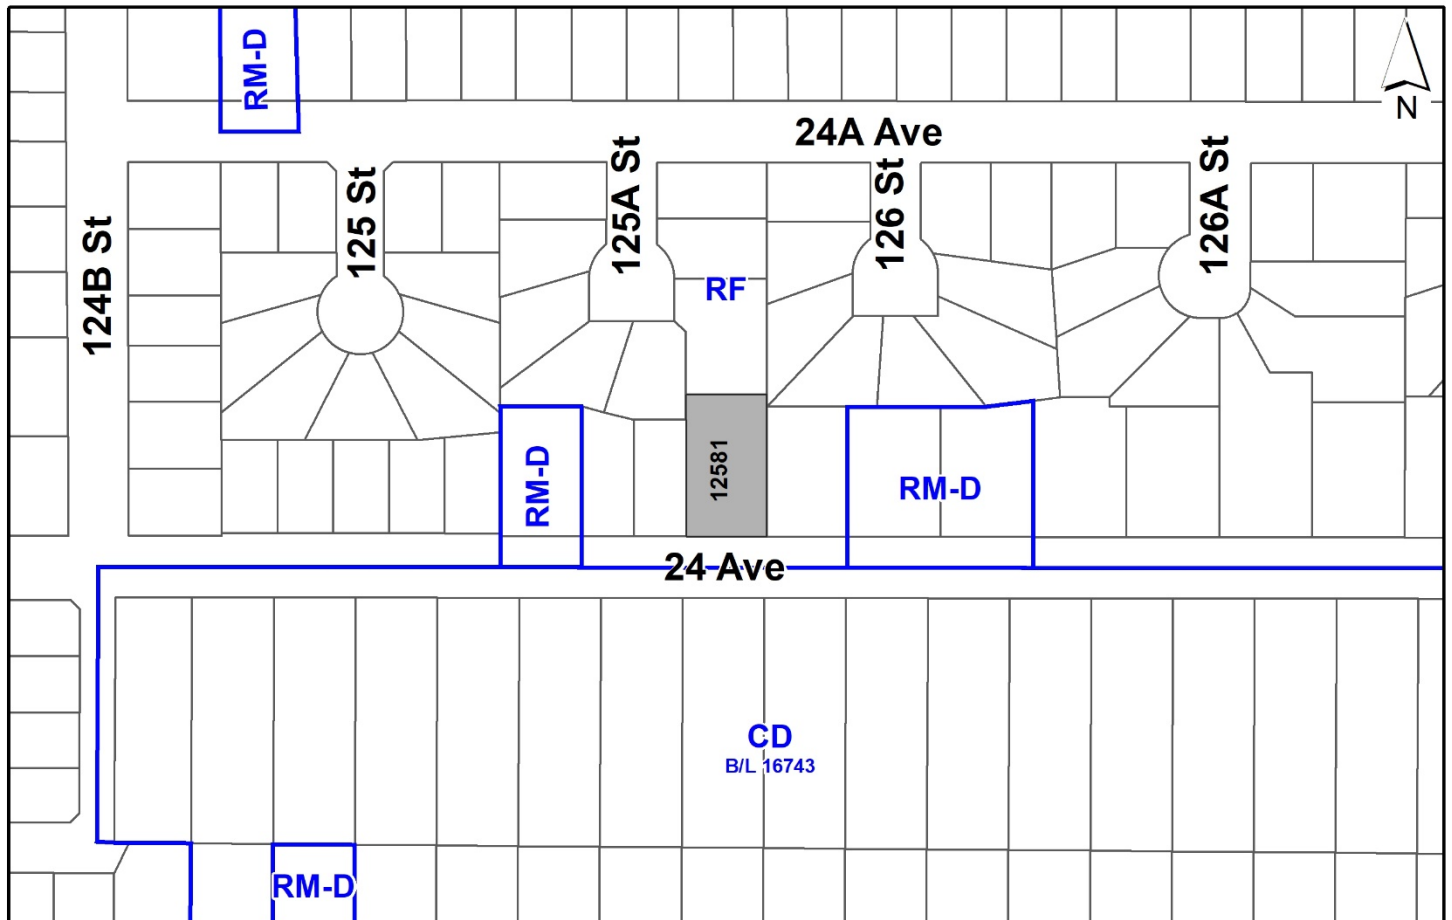 RM-D
N
24A Ave
124B St
125 St
125A St
126 St
126A St
RF
RM-D
12581
RM-D
24 Ave
CD
B/L 16743
RM-D